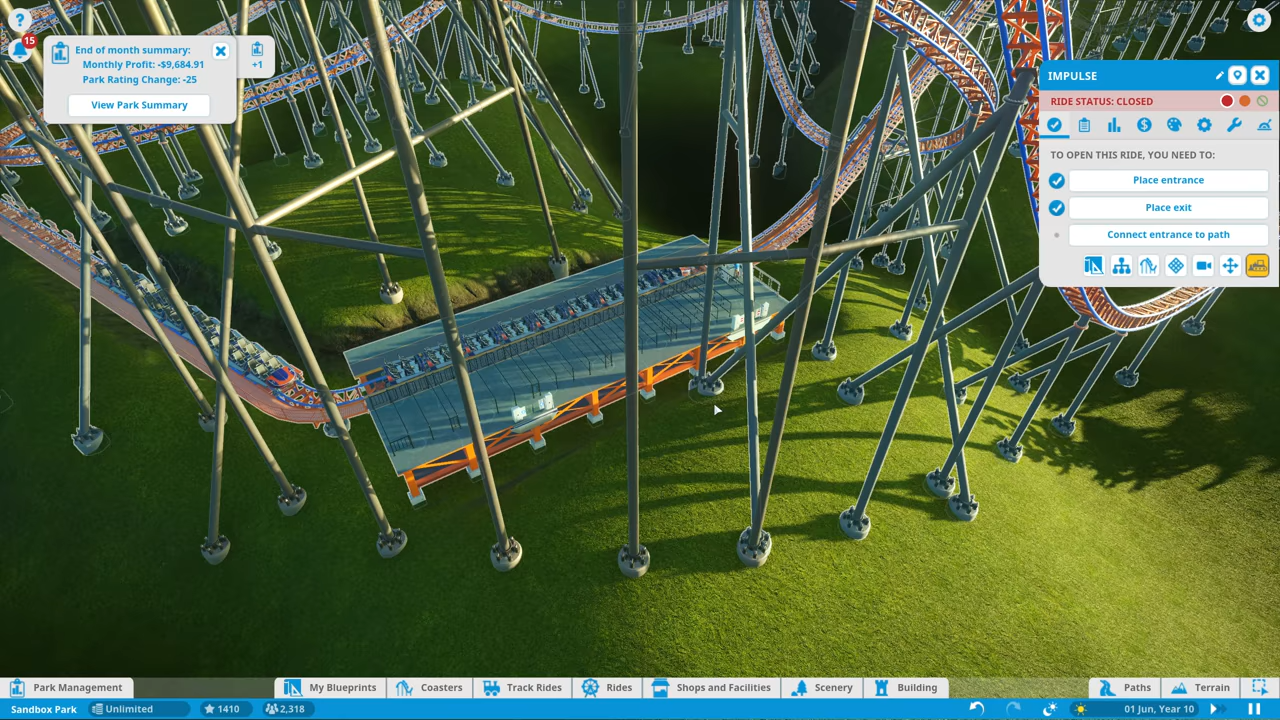 ?
15
End of month summary:
Monthly Profit: -$9,684.91
Park Rating Change: -25
View Park Summary
+1
IMPULSE
RIDE STATUS: CLOSED
TO OPEN THIS RIDE, YOU NEED TO:
Place entrance
Place exit
Connect entrance to path
Park Management
My Blueprints
Coasters
Track Rides
Rides
Shops and Facilities
Scenery
Building
Paths
Terrain
Sandbox Park
Unlimited
1410
2,318
01 Jun, Year 10